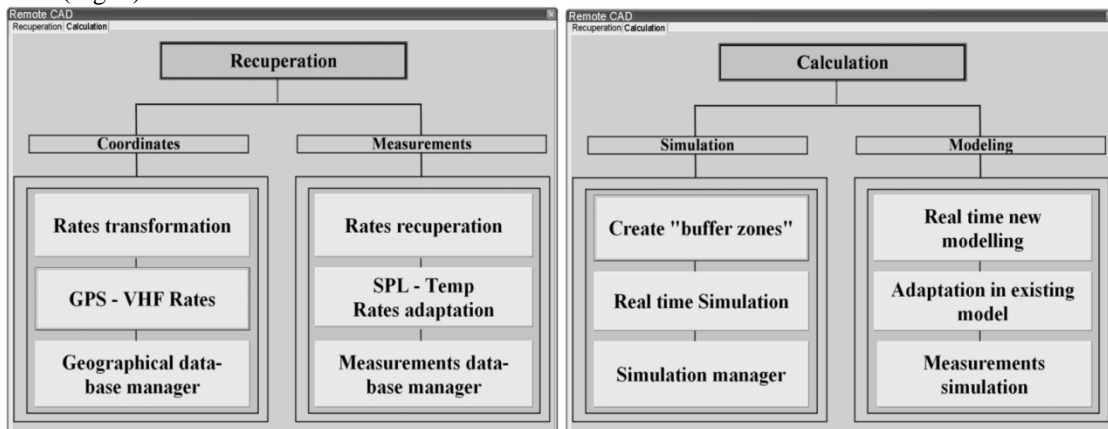 Remote CAD
Recuperation Calculation
Recuperation
Coordinates
Measurements
Rates transformation
GPS - VHF Rates
Geographical data-
base manager
Rates recuperation
SPL - Temp
Rates adaptation
Measurements data-
base manager
Remote CAD
Recuperation Calculation
Calculation
Simulation
Modeling
Create "buffer zones"
Real time Simulation
Simulation manager
Real time new
modelling
Adaptation in existing
model
Measurements
simulation